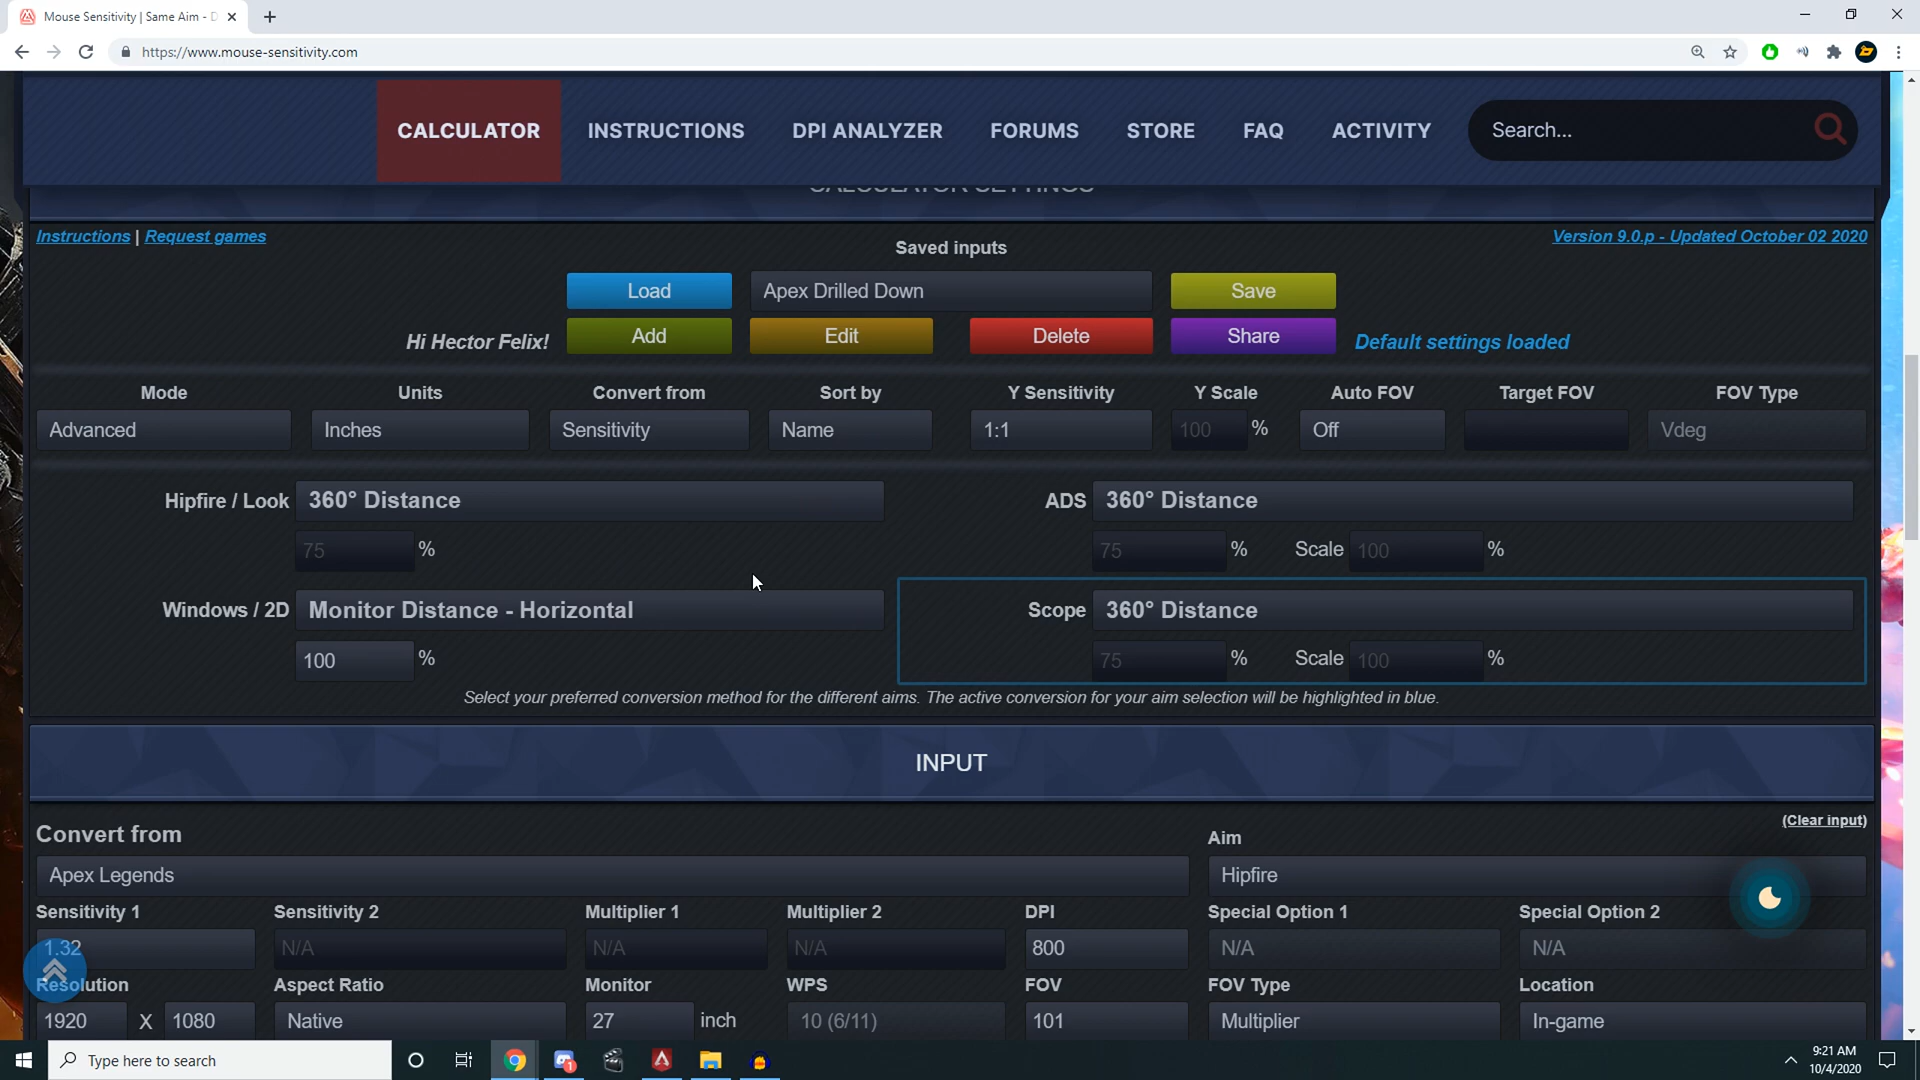 Mouse Sensitivity | Same Aim - D
https://www.mouse-sensitivity.com
CALCULATOR
INSTRUCTIONS
DPI ANALYZER
FORUMS
STORE
FAQ
ACTIVITY
Search...
CALCULATOR SETTINGS
Instructions | Request games
Saved inputs
Version 9.0.p - Updated October 02 2020
Load
Apex Drilled Down
Save
Hi Hector Felix!
Add
Edit
Delete
Share
Default settings loaded
Mode
Units
Convert from
Sort by
Y Sensitivity
Y Scale
Auto FOV
Target FOV
FOV Type
Advanced
Inches
Sensitivity
Name
1:1
100 %
Off
Vdeg
Hipfire / Look
360° Distance
ADS
360° Distance
75 %
75 %
Scale 100 %
Windows / 2D
Monitor Distance - Horizontal
Scope
360° Distance
100 %
75 %
Scale 100 %
Select your preferred conversion method for the different aims. The active conversion for your aim selection will be highlighted in blue.
INPUT
(Clear input)
Convert from
Aim
Apex Legends
Hipfire
Sensitivity 1
Sensitivity 2
Multiplier 1
Multiplier 2
DPI
Special Option 1
Special Option 2
1.32
N/A
N/A
N/A
800
N/A
N/A
Resolution
Aspect Ratio
Monitor
WPS
FOV
FOV Type
Location
1920 X 1080
Native
27 inch
10 (6/11)
101
Multiplier
In-game
Type here to search
1
9:21 AM
10/4/2020